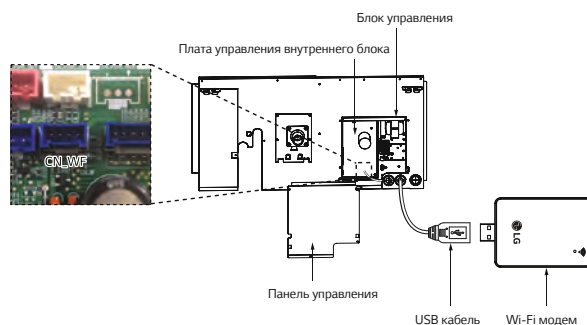 Блок управления
Плата управления внутреннего блока
CN_WF
LG
Панель управления
USB кабель
Wi-Fi модем